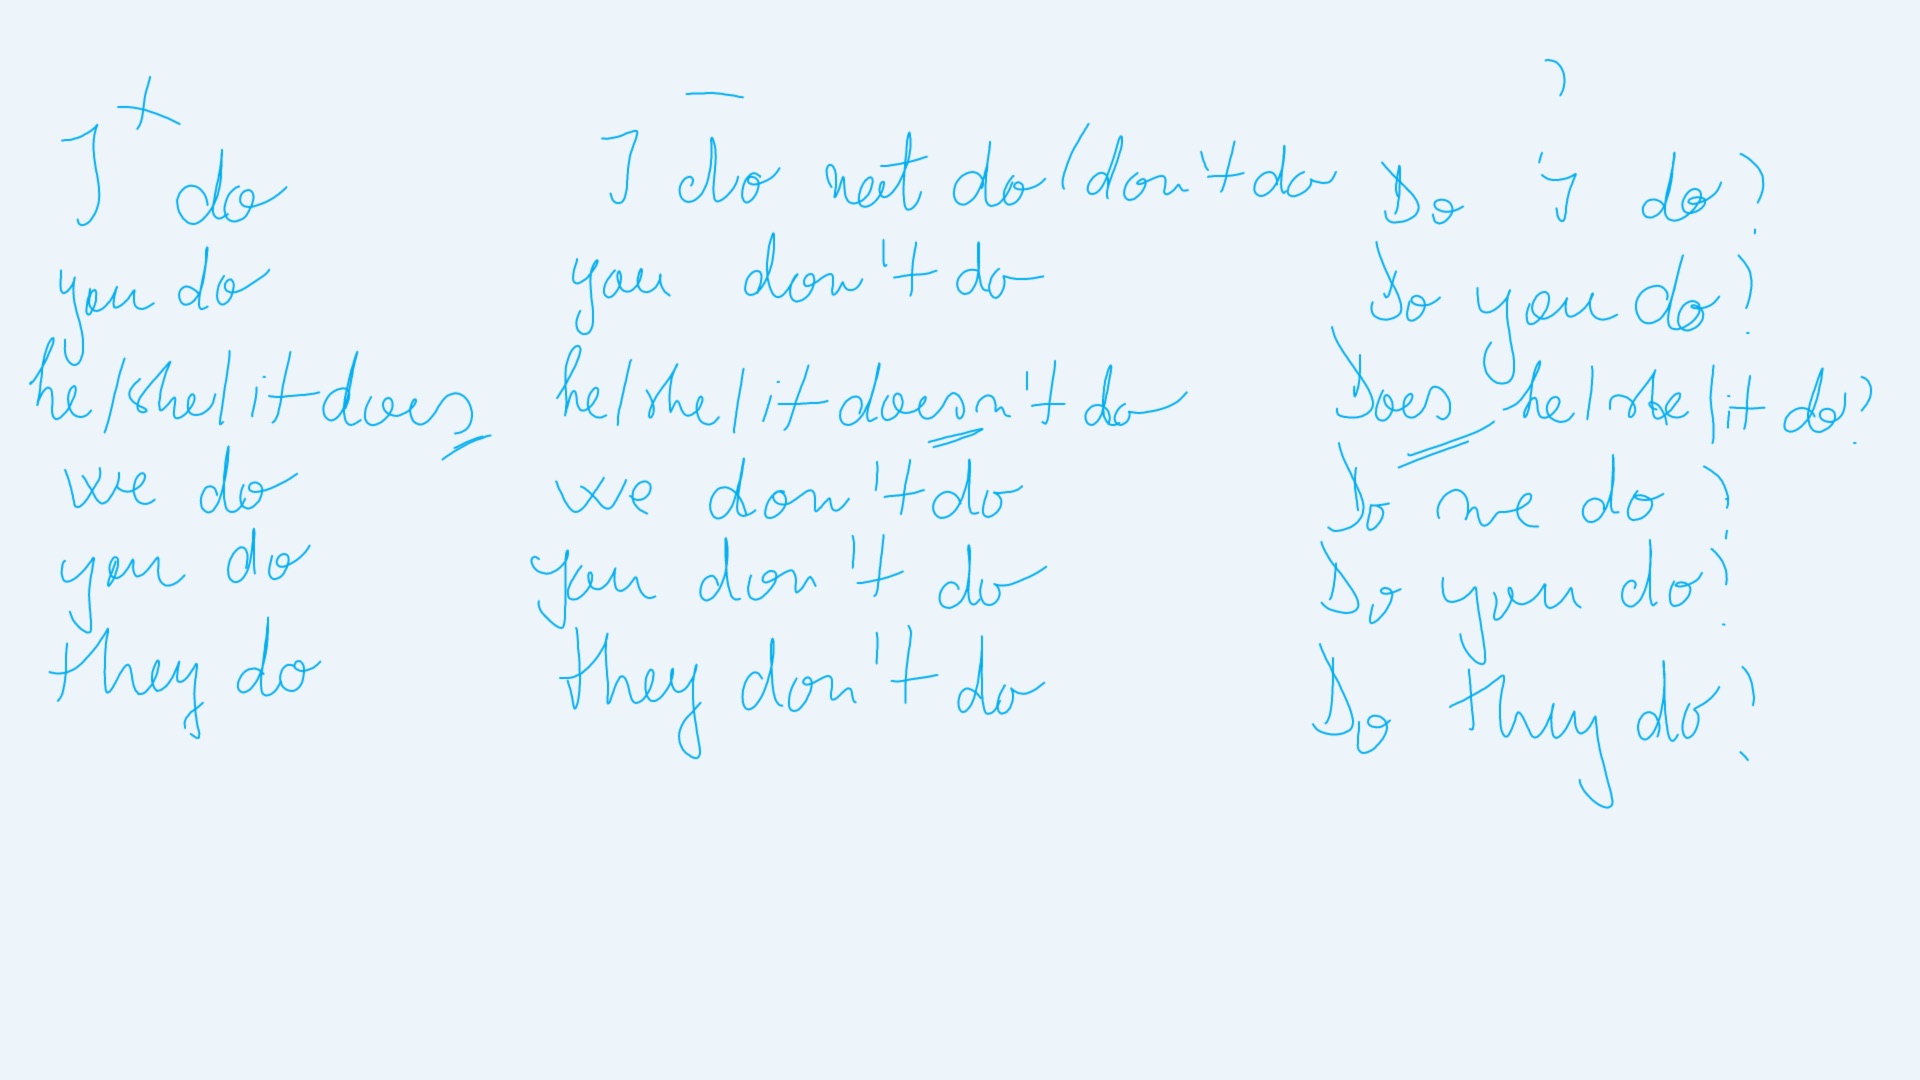 + — ?
I do I do not do/don't do Do I do?
you do you don't do Do you do?
he/she/it does he/she/it doesn't do Does he/she/it do?
we do we don't do Do we do?
you do you don't do Do you do?
they do they don't do Do they do?